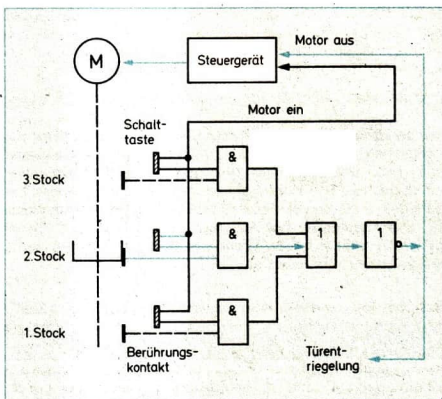 Motor aus
M
Steuergerät
Motor ein
Schalt-
taste
&
3.Stock
&
2.Stock
1
1
&
1.Stock
Berührungs-
kontakt
Türent-
riegelung